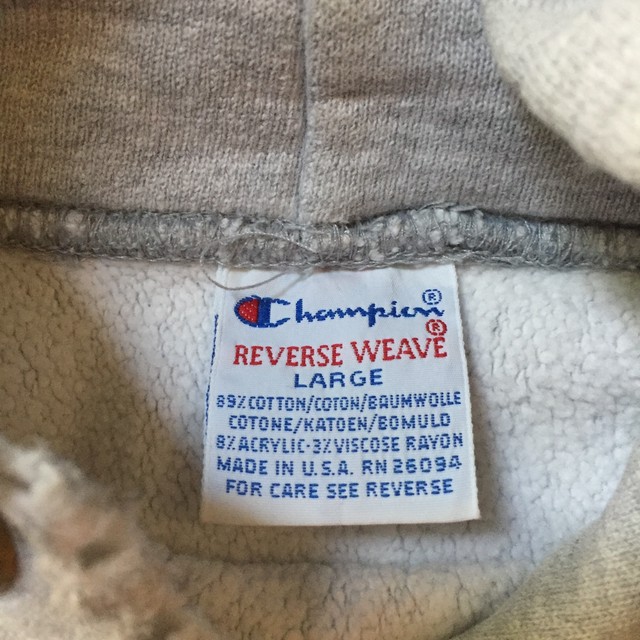 Champion®
REVERSE WEAVE®
LARGE
89% COTTON/COTON/BAUMWOLLE
COTONE/KATOEN/BOMULD
8% ACRYLIC·3% VISCOSE RAYON
MADE IN U.S.A. RN 26094
FOR CARE SEE REVERSE